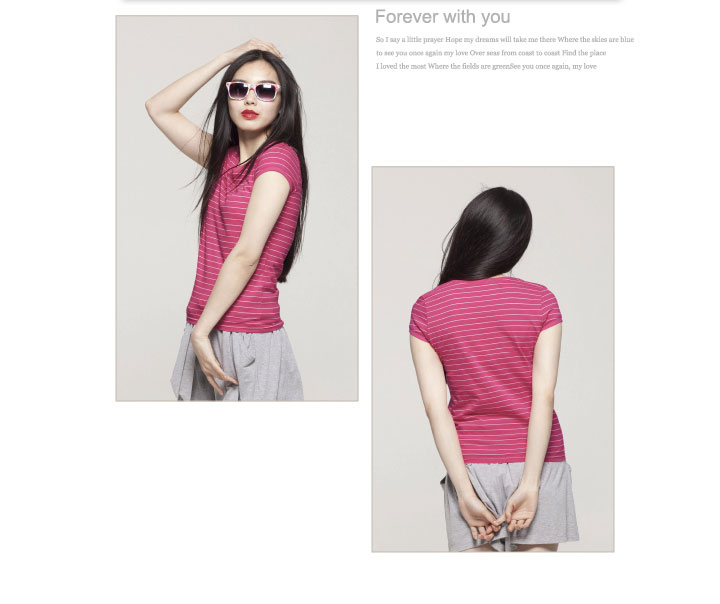 Forever with you
So I say a little prayer Hope my dreams will take me there Where the skies are blue
to see you once again my love Over seas from coast to coast Find the place
I loveil the most Where the fields are greenSee you once again, my love